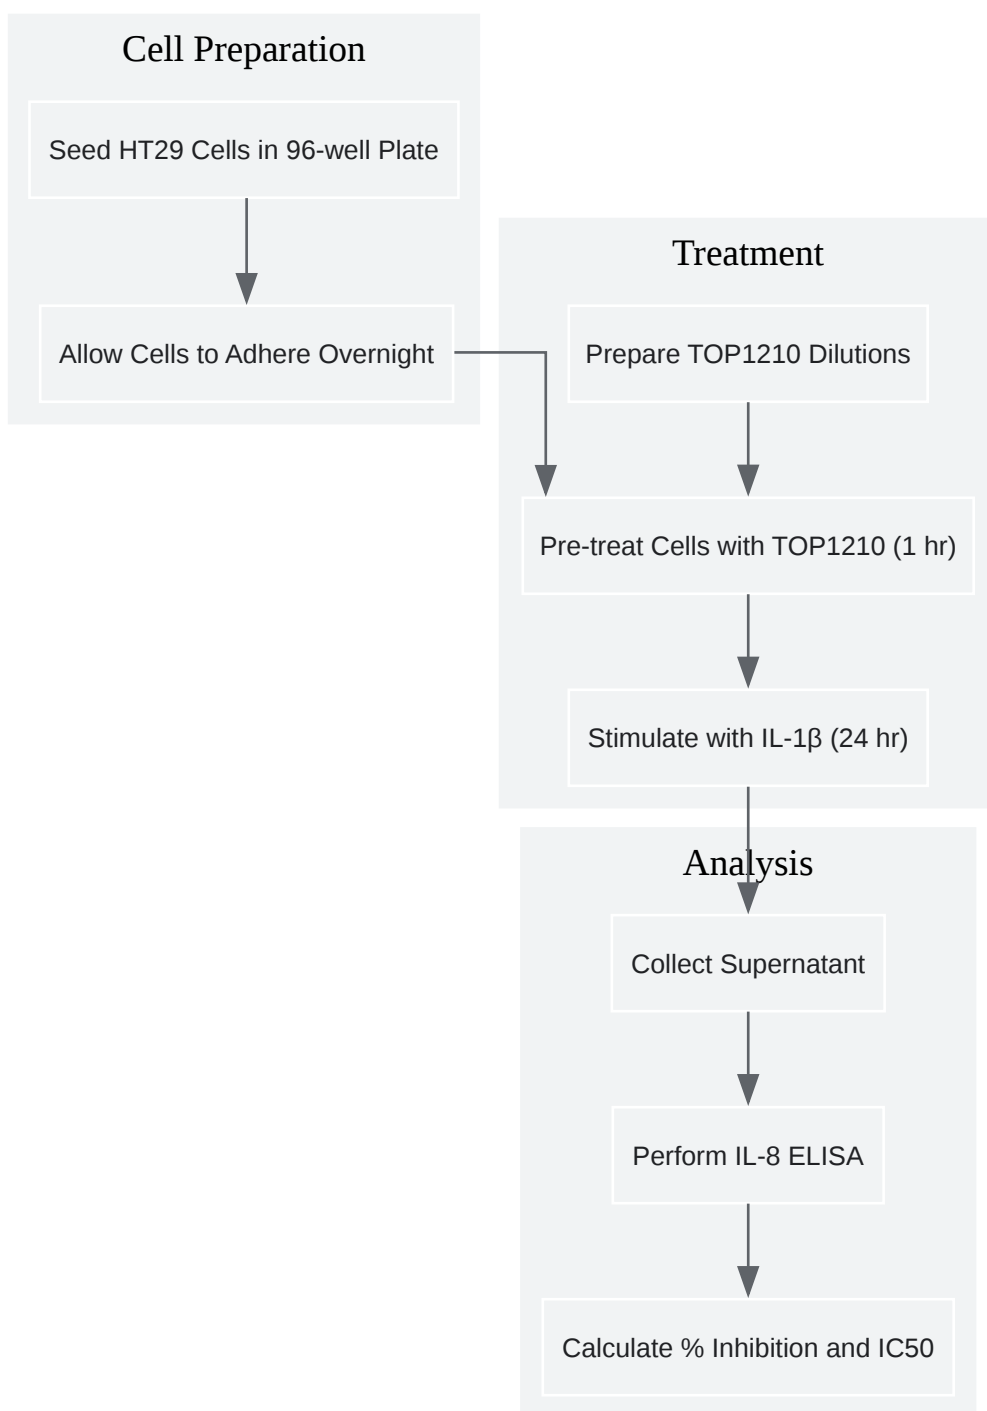 Cell Preparation
Seed HT29 Cells in 96-well Plate
Allow Cells to Adhere Overnight
Treatment
Prepare TOP1210 Dilutions
Pre-treat Cells with TOP1210 (1 hr)
Stimulate with IL-1β (24 hr)
Analysis
Collect Supernatant
Perform IL-8 ELISA
Calculate % Inhibition and IC50